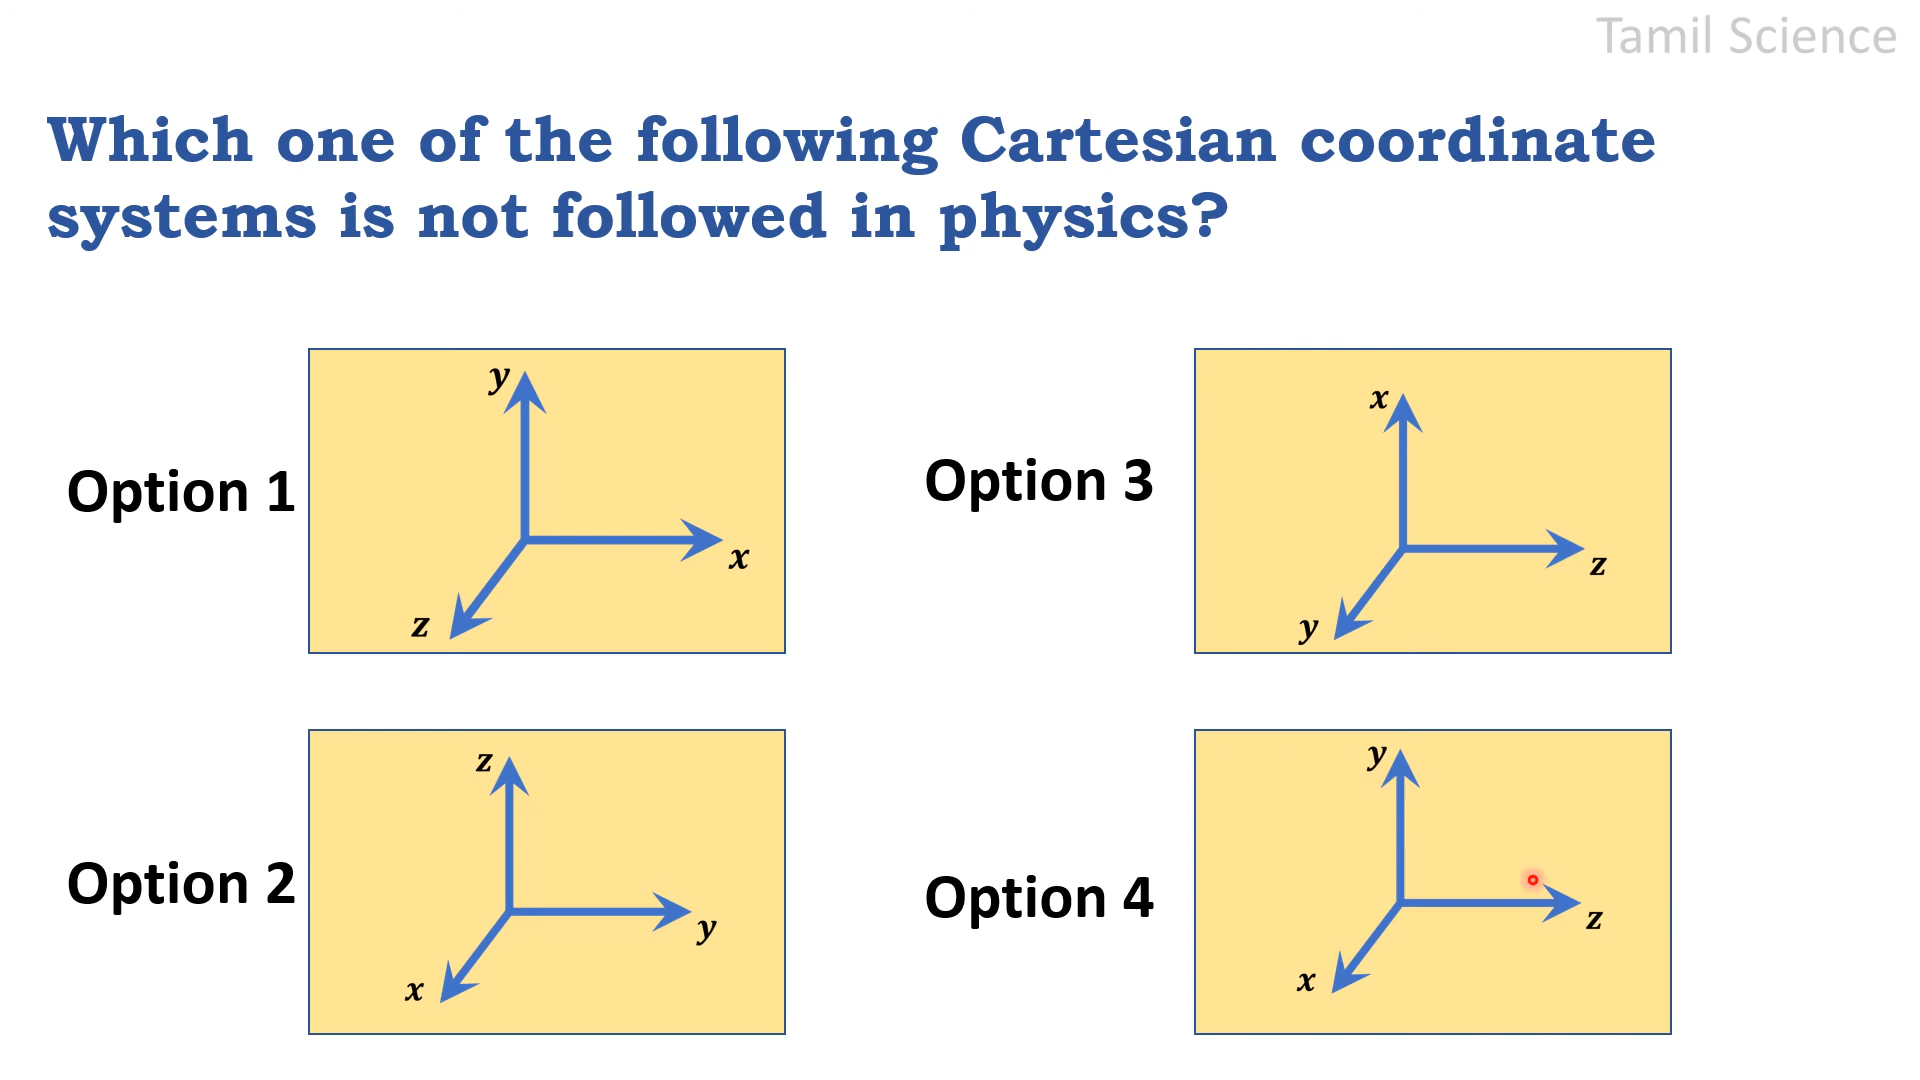 Tamil Science
Which one of the following Cartesian coordinate
systems is not followed in physics?
Option 1
y
x
z
Option 3
x
z
y
Option 2
z
y
x
Option 4
y
z
x